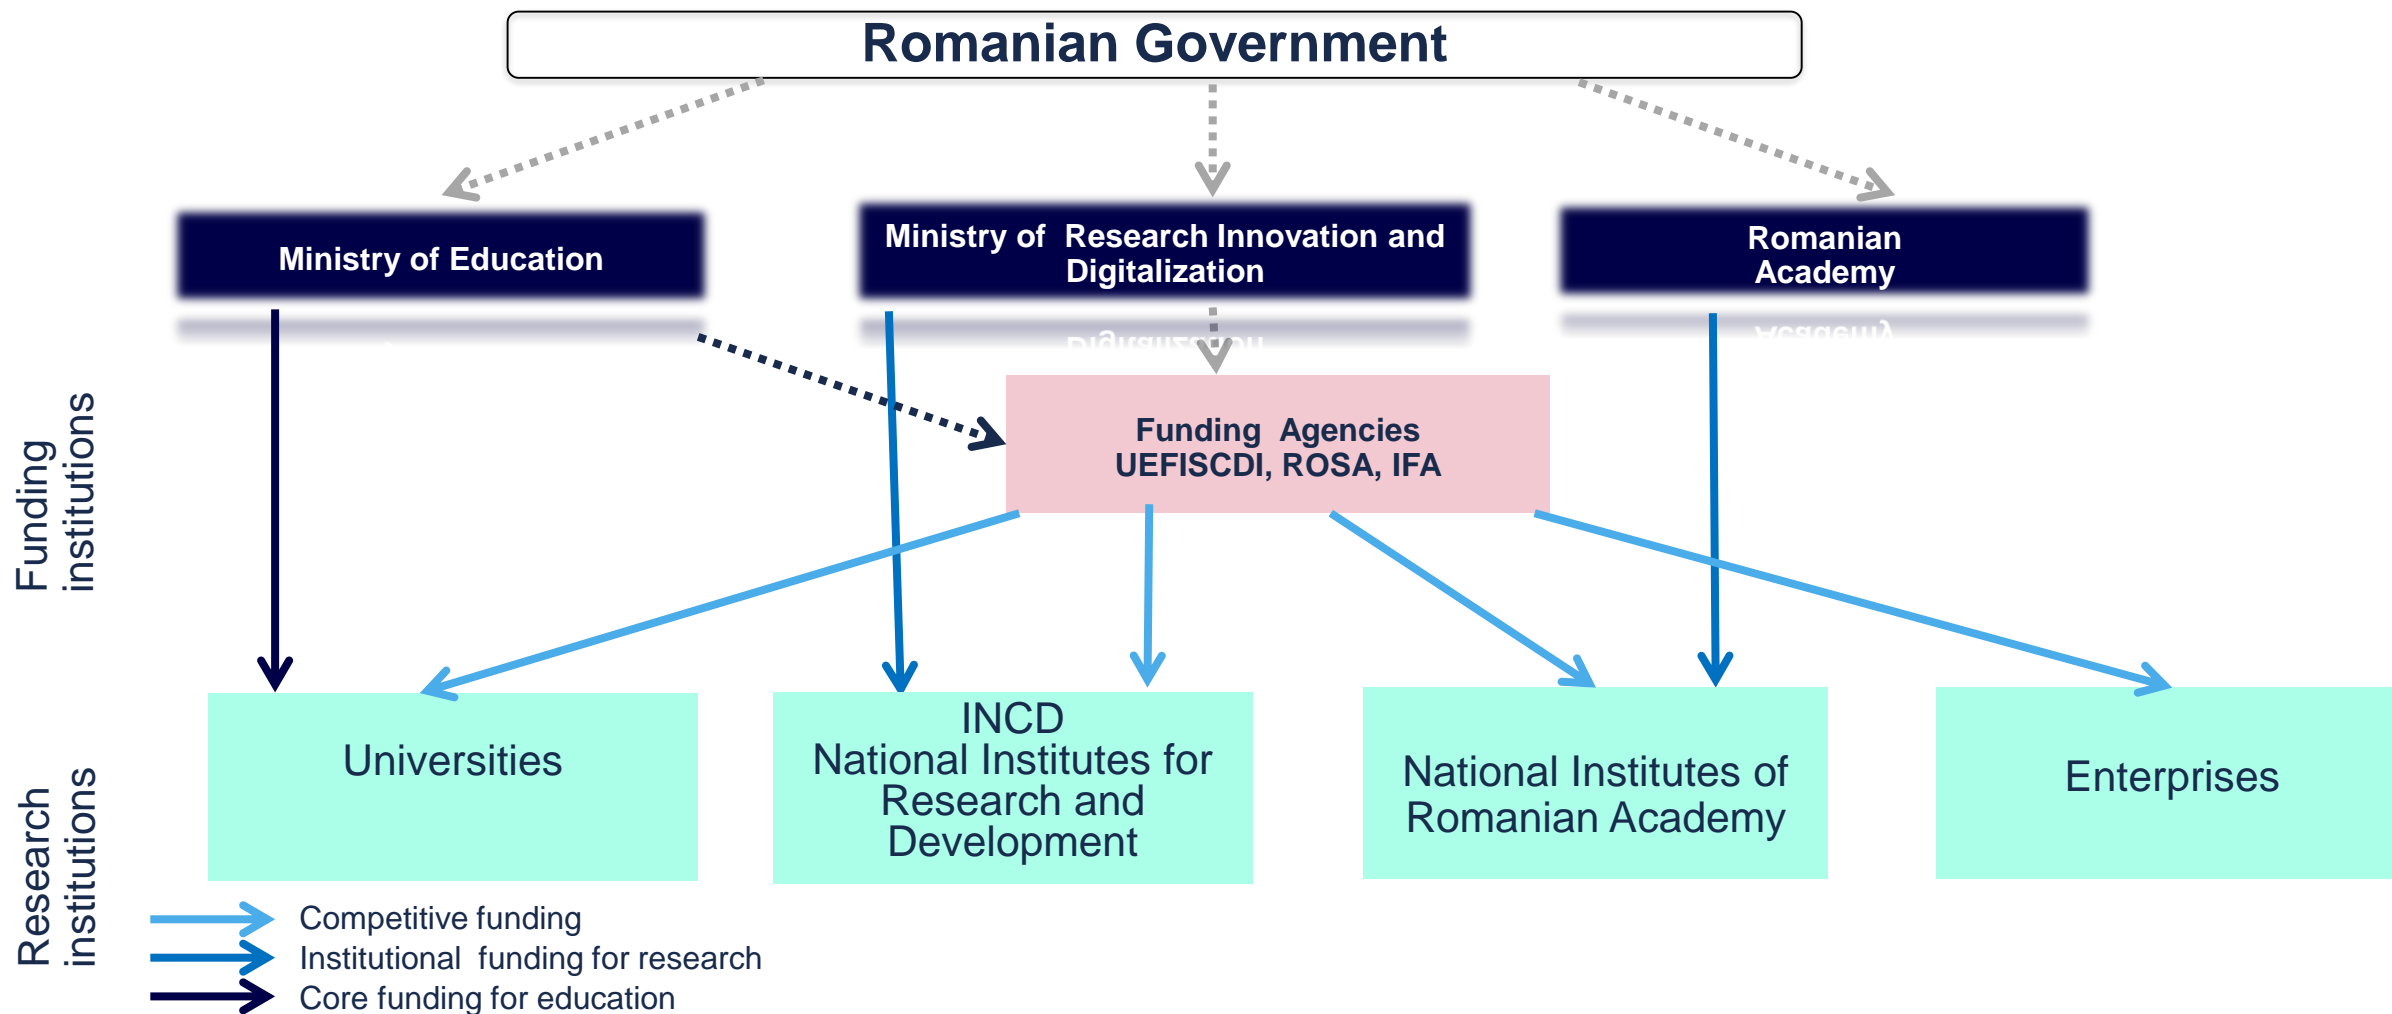 Romanian Government
Ministry of Education
Ministry of  Research Innovation and
Digitalization
Romanian
Academy
Funding  Agencies
UEFISCDI, ROSA, IFA
Funding
institutions
Universities
INCD
National Institutes for
Research and
Development
National Institutes of
Romanian Academy
Enterprises
Research
institutions
Competitive funding
Institutional  funding for research
Core funding for education